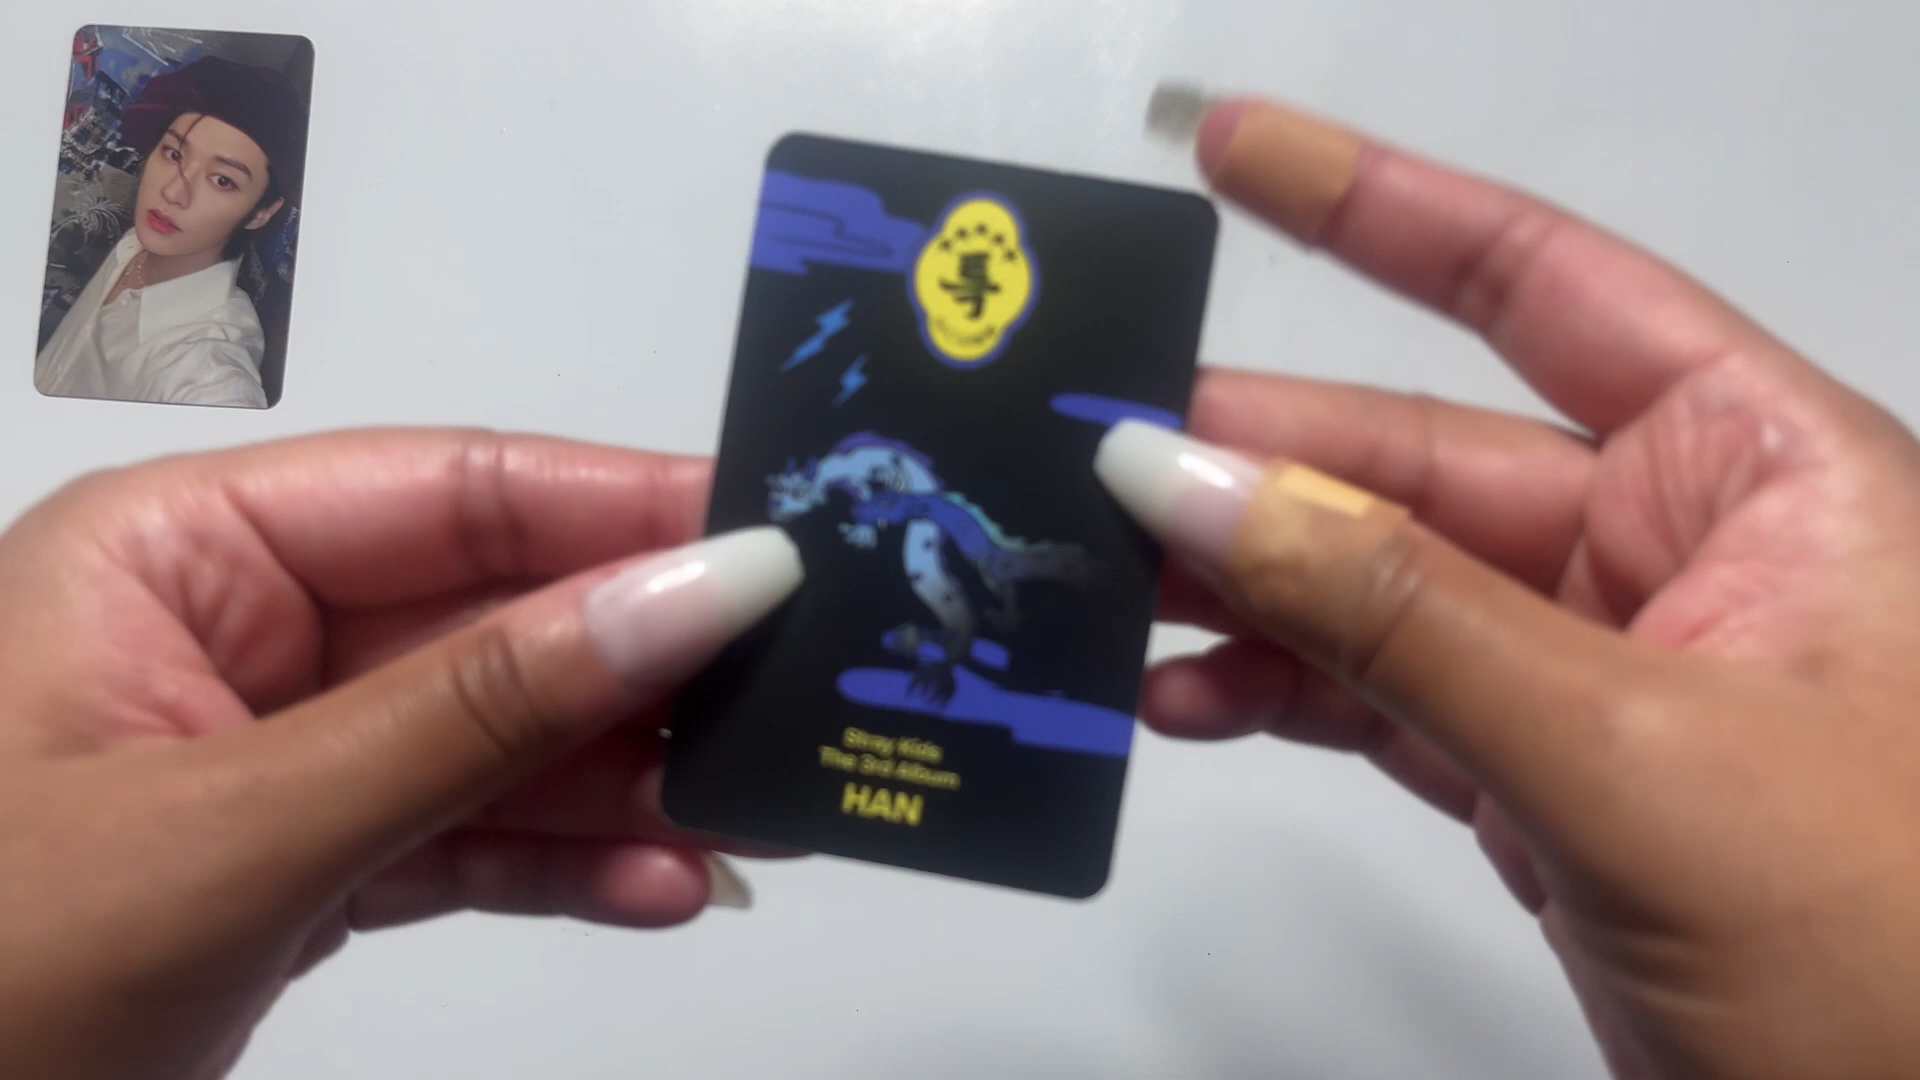 특
Stray Kids
The 3rd Album
HAN